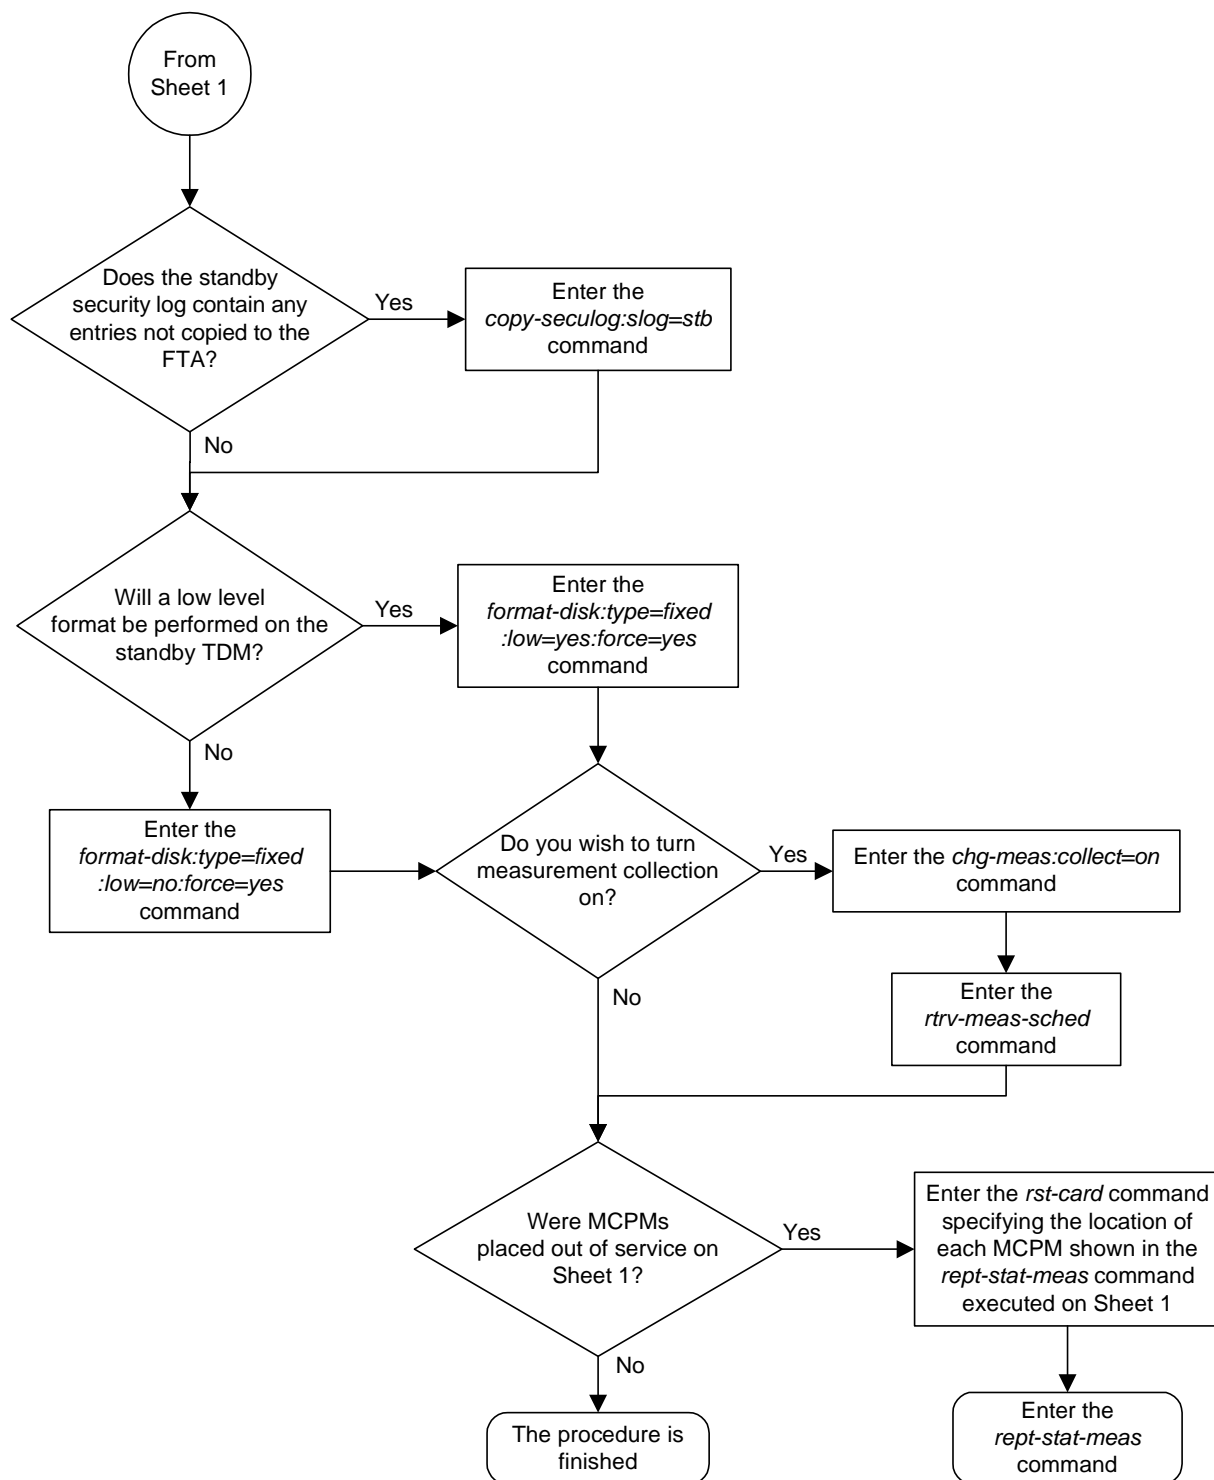 From
Sheet 1
Does the standby
security log contain any
entries not copied to the
FTA?
Yes
Enter the
copy-seculog:slog=stb
command
No
Will a low level
format be performed on the
standby TDM?
Yes
Enter the
format-disk:type=fixed
:low=yes:force=yes
command
No
Enter the
format-disk:type=fixed
:low=no:force=yes
command
Do you wish to turn
measurement collection
on?
Yes
Enter the chg-meas:collect=on
command
No
Enter the
rtrv-meas-sched
command
Were MCPMs
placed out of service on
Sheet 1?
Yes
Enter the rst-card command
specifying the location of
each MCPM shown in the
rept-stat-meas command
executed on Sheet 1
No
The procedure is
finished
Enter the
rept-stat-meas
command